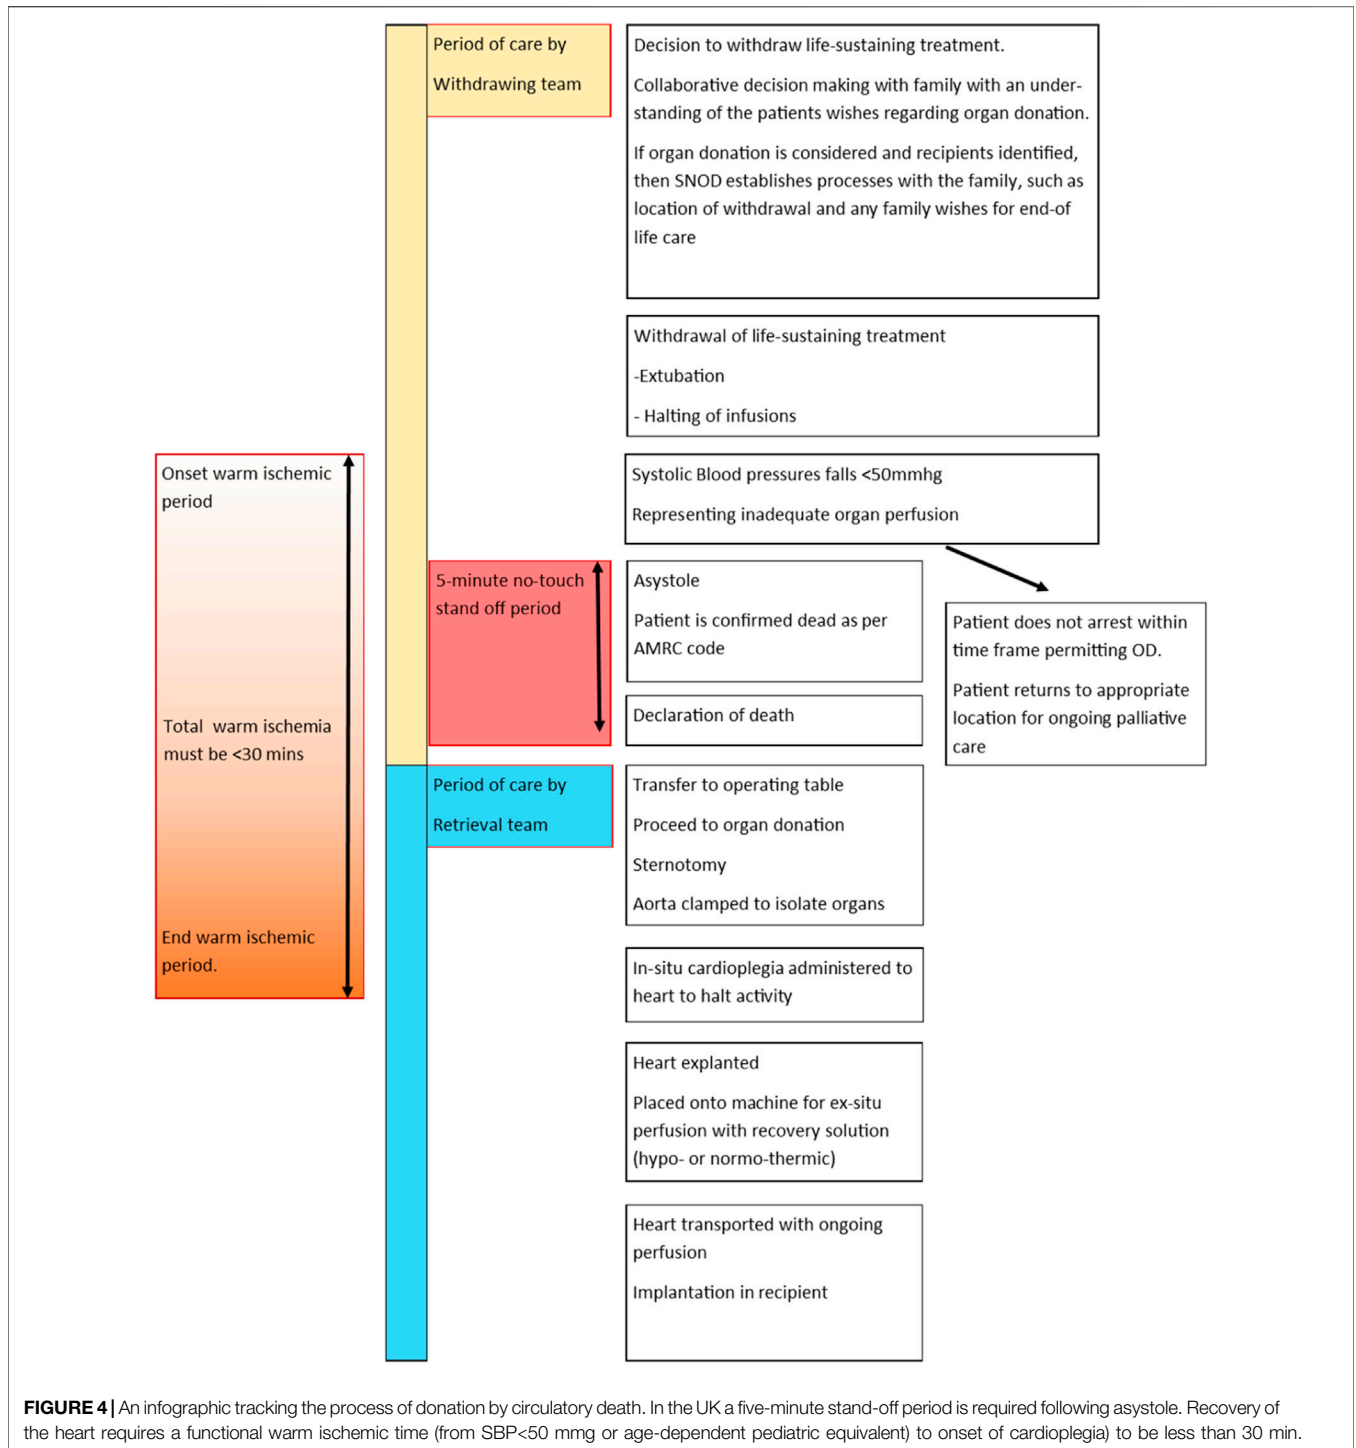 Period of care by
Withdrawing team
Decision to withdraw life-sustaining treatment.
Collaborative decision making with family with an under-
standing of the patients wishes regarding organ donation.
If organ donation is considered and recipients identified,
then SNOD establishes processes with the family, such as
location of withdrawal and any family wishes for end-of
life care
Withdrawal of life-sustaining treatment
-Extubation
- Halting of infusions
Onset warm ischemic
period
Total warm ischemia
must be <30 mins
End warm ischemic
period.
Systolic Blood pressures falls <50mmhg
Representing inadequate organ perfusion
5-minute no-touch
stand off period
Asystole
Patient is confirmed dead as per
AMRC code
Declaration of death
Patient does not arrest within
time frame permitting OD.
Patient returns to appropriate
location for ongoing palliative
care
Period of care by
Retrieval team
Transfer to operating table
Proceed to organ donation
Sternotomy
Aorta clamped to isolate organs
In-situ cardioplegia administered to
heart to halt activity
Heart explanted
Placed onto machine for ex-situ
perfusion with recovery solution
(hypo- or normo-thermic)
Heart transported with ongoing
perfusion
Implantation in recipient
FIGURE 4 | An infographic tracking the process of donation by circulatory death. In the UK a five-minute stand-off period is required following asystole. Recovery of
the heart requires a functional warm ischemic time (from SBP<50 mmg or age-dependent pediatric equivalent) to onset of cardioplegia) to be less than 30 min.